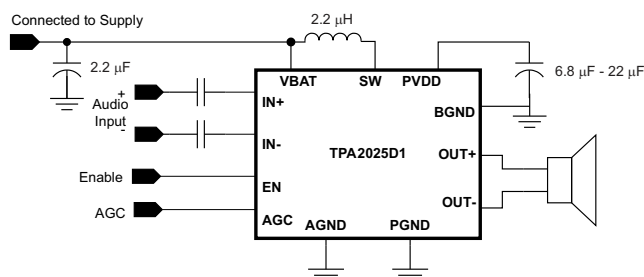 Connected to Supply
2.2 μH
2.2 μF
6.8 μF - 22 μF
VBAT SW PVDD
+
Audio
Input
-
IN+
BGND
IN-
TPA2025D1
OUT+
Enable
EN
OUT-
AGC
AGC
AGND PGND